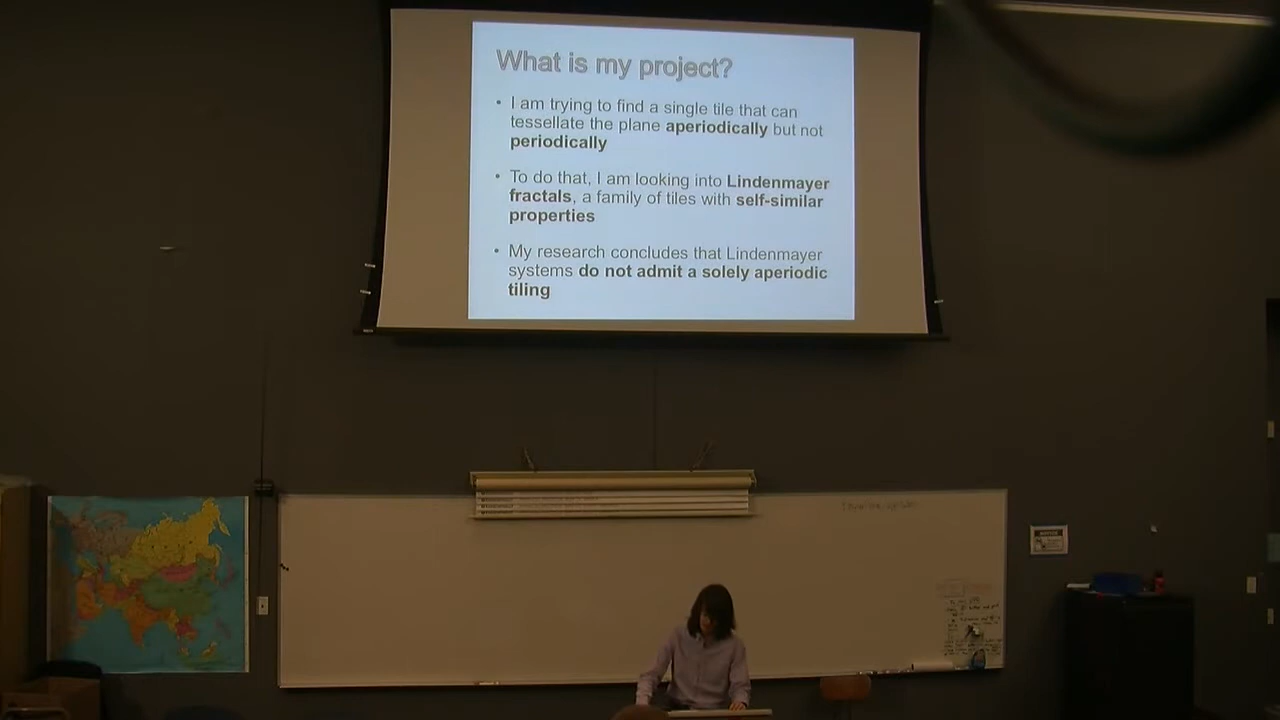 What is my project?
• I am trying to find a single tile that can
tessellate the plane aperiodically but not
periodically
• To do that, I am looking into Lindenmayer
fractals, a family of tiles with self-similar
properties
• My research concludes that Lindenmayer
systems do not admit a solely aperiodic
tiling